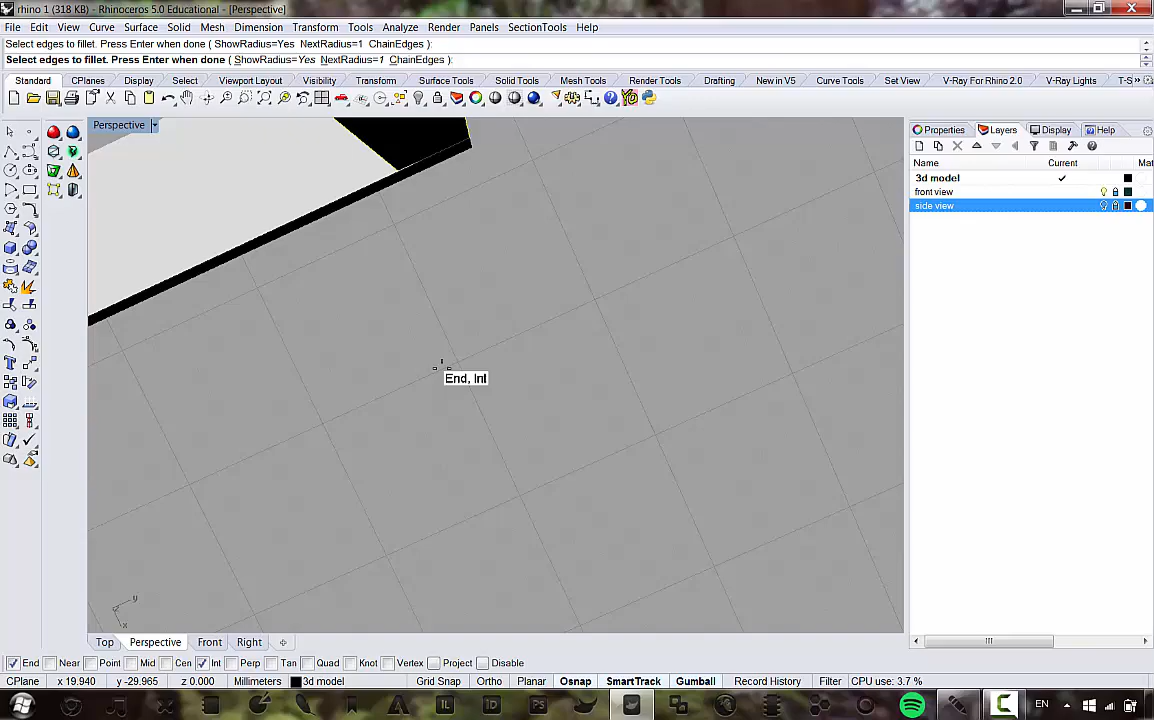 rhino 1 (318 KB) - Rhinoceros 5.0 Educational - [Perspective]
File Edit View Curve Surface Solid Mesh Dimension Transform Tools Analyze Render Panels SectionTools Help
Select edges to fillet. Press Enter when done ( ShowRadius=Yes NextRadius=1 ChainEdges ):
Select edges to fillet. Press Enter when done ( ShowRadius=Yes NextRadius=1 ChainEdges ):
Standard CPlanes Display Select Viewport Layout Visibility Transform Surface Tools Solid Tools Mesh Tools Render Tools Drafting New in V5 Curve Tools Set View V-Ray For Rhino 2.0 V-Ray Lights T-S
Perspective
Properties Layers Display Help
Name Current Mat
3d model
front view
side view
End, Int
y
x
Top Perspective Front Right
End Near Point Mid Cen Int Perp Tan Quad Knot Vertex Project Disable
CPlane x 19.940 y -29.965 z 0.000 Millimeters 3d model Grid Snap Ortho Planar Osnap SmartTrack Gumball Record History Filter CPU use: 3.7 %
IL ID PS EN